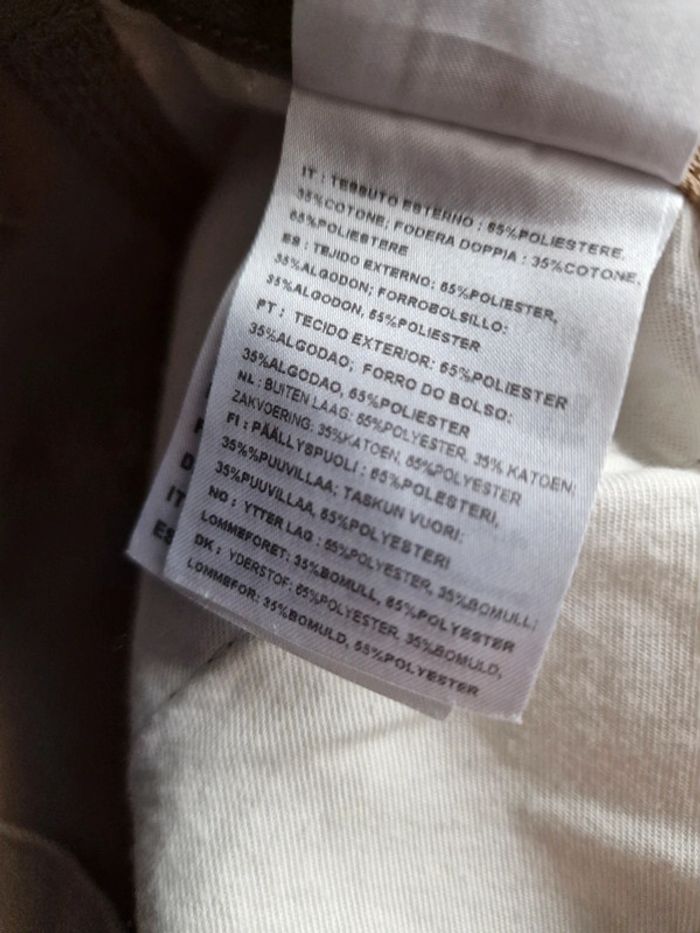 IT : TESSUTO ESTERNO : 65%POLIESTERE,
35%COTONE; FODERA DOPPIA : 35%COTONE,
65%POLIESTERE
ES : TEJIDO EXTERNO: 65%POLIESTER,
35%ALGODON; FORROBOLSILLO:
35%ALGODON, 65%POLIESTER
PT : TECIDO EXTERIOR: 65%POLIESTER
35%ALGODAO; FORRO DO BOLSO:
35%ALGODAO, 65%POLIESTER
NL : BUITEN LAAG: 65%POLYESTER, 35% KATOEN;
ZAKVOERING: 35%KATOEN, 65%POLYESTER
FI : PÄÄLLYSPUOLI : 65%POLESTERI,
35%%PUUVILLAA; TASKUN VUORI:
35%PUUVILLAA, 65%POLYESTERI
NO : YTTER LAG : 65%POLYESTER, 35%BOMULL;
LOMMEFORET: 35%BOMULL, 65%POLYESTER
DK : YDERSTOF: 65%POLYESTER, 35%BOMULD,
LOMMEFOR: 35%BOMULD, 65%POLYESTER
D
IT
ES